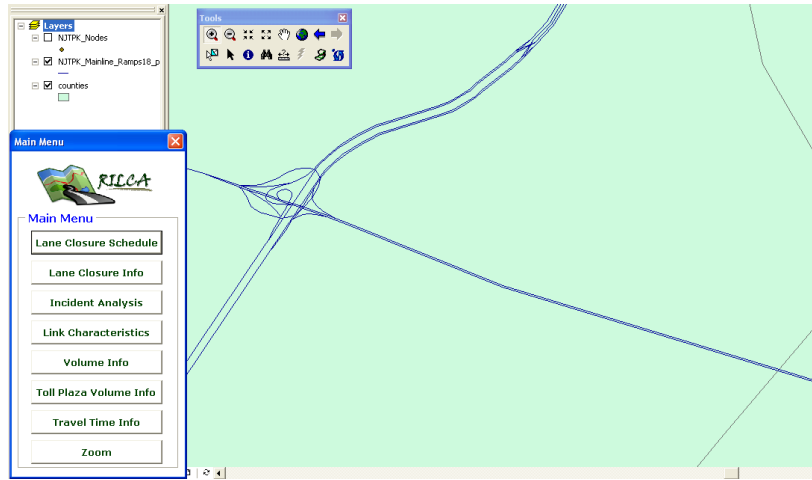 Layers
NJTPK_Nodes
NJTPK_Mainline_Ramps18_p
counties
Tools
Main Menu
RILCA
Main Menu
Lane Closure Schedule
Lane Closure Info
Incident Analysis
Link Characteristics
Volume Info
Toll Plaza Volume Info
Travel Time Info
Zoom